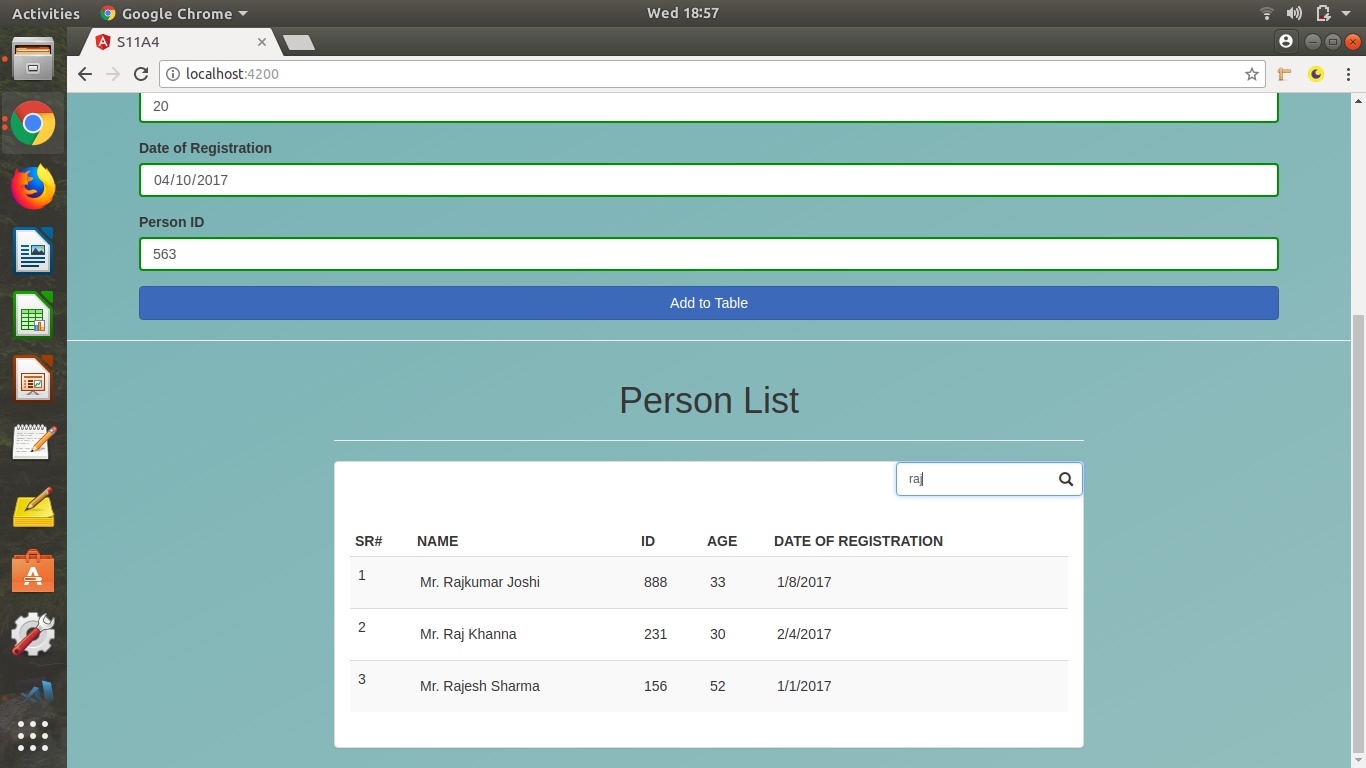 Activities Google Chrome Wed 18:57
S11A4
localhost:4200
20
Date of Registration
04/10/2017
Person ID
563
Add to Table
Person List
raj
SR# NAME ID AGE DATE OF REGISTRATION
1 Mr. Rajkumar Joshi 888 33 1/8/2017
2 Mr. Raj Khanna 231 30 2/4/2017
3 Mr. Rajesh Sharma 156 52 1/1/2017